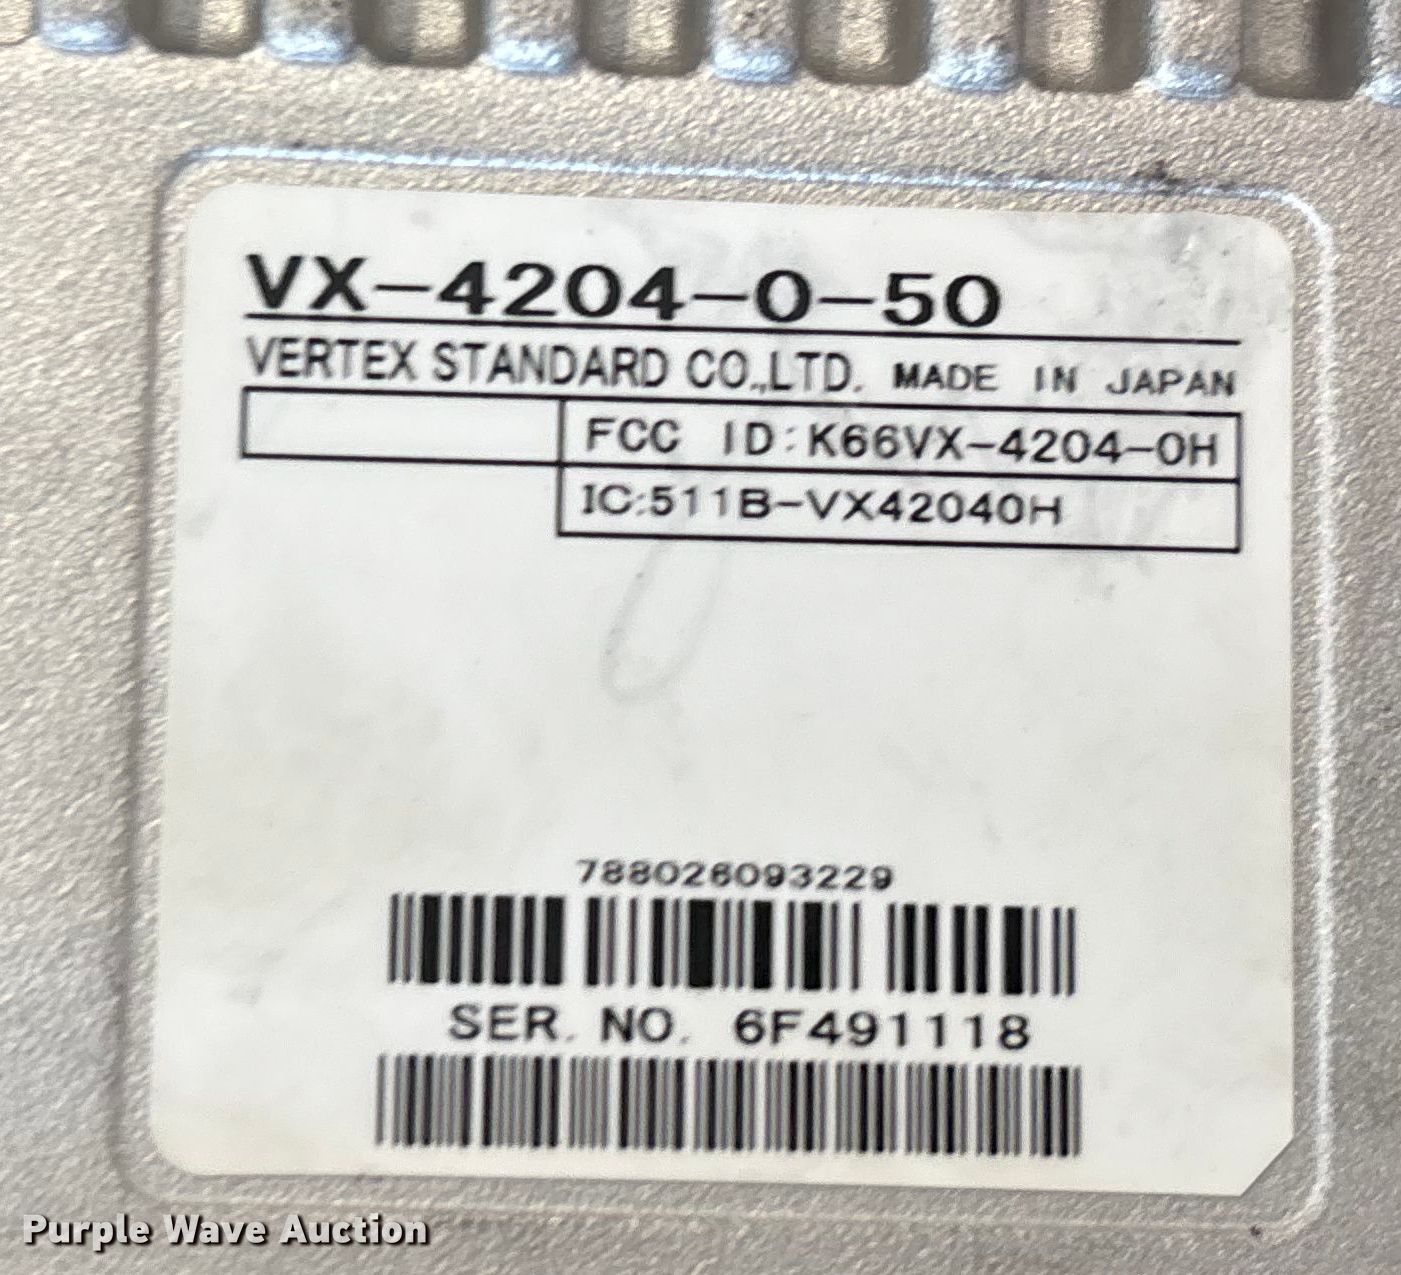 VX-4204-0-50
VERTEX STANDARD CO.,LTD. MADE IN JAPAN
FCC ID:K66VX-4204-0H
IC:511B-VX42040H
788026093229
SER. NO. 6F491118
Purple Wave Auction